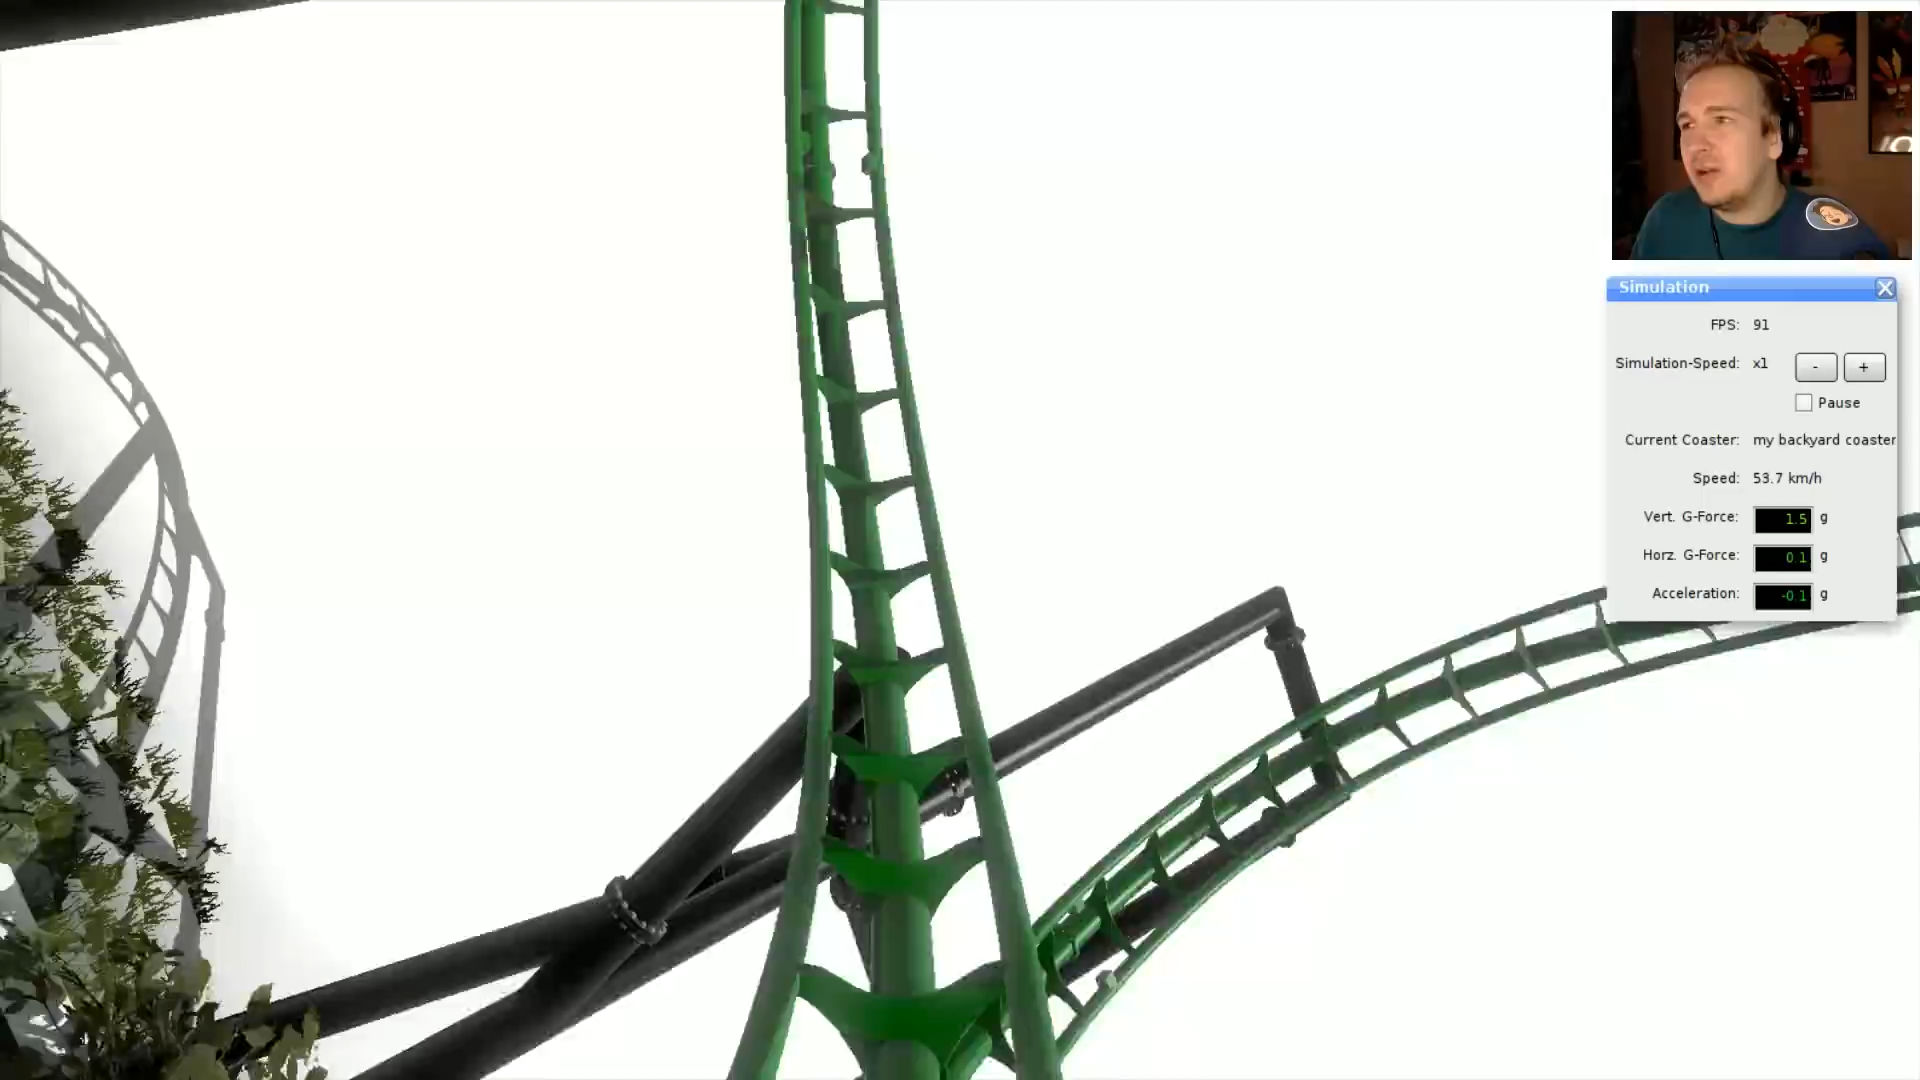 Simulation
FPS: 91
Simulation-Speed: x1 - +
Pause
Current Coaster: my backyard coaster
Speed: 53.7 km/h
Vert. G-Force: 1.5 g
Horz. G-Force: 0.1 g
Acceleration: -0.1 g